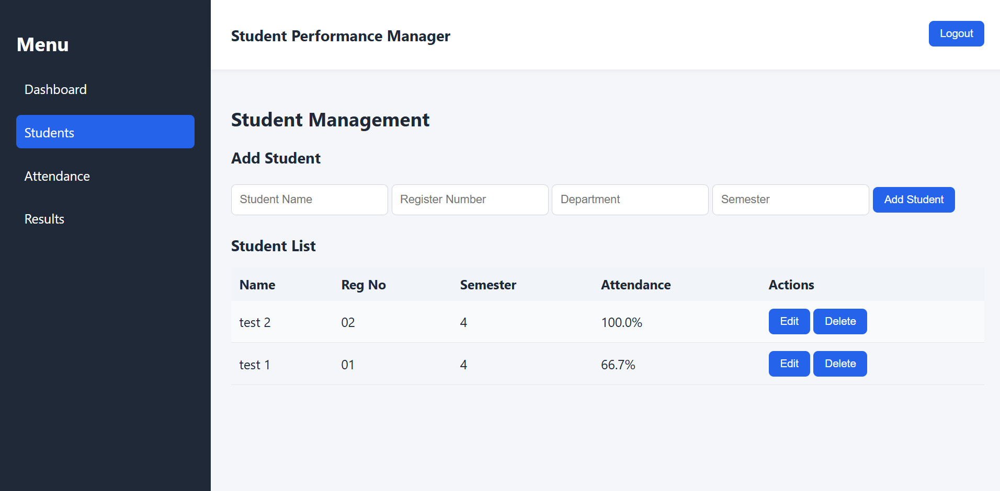 Menu
Dashboard
Students
Attendance
Results
Student Performance Manager
Logout
Student Management
Add Student
Student Name Register Number Department Semester Add Student
Student List
Name Reg No Semester Attendance Actions
test 2 02 4 100.0% Edit Delete
test 1 01 4 66.7% Edit Delete